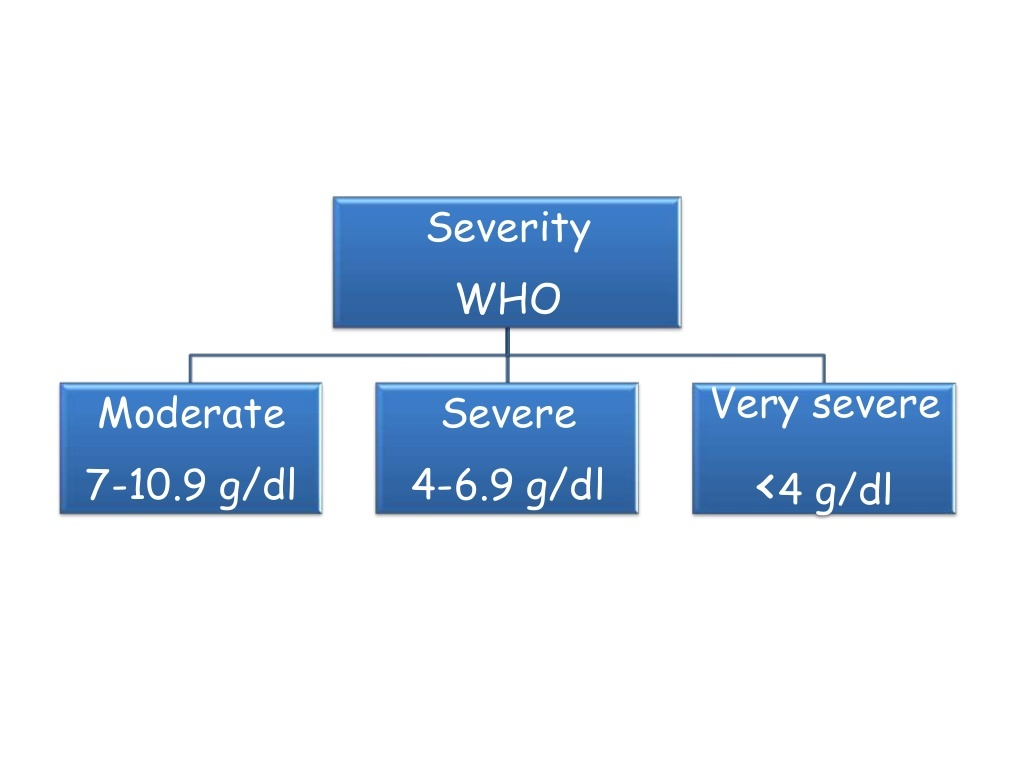 Severity
WHO
Moderate
7-10.9 g/dl
Severe
4-6.9 g/dl
Very severe
<4 g/dl